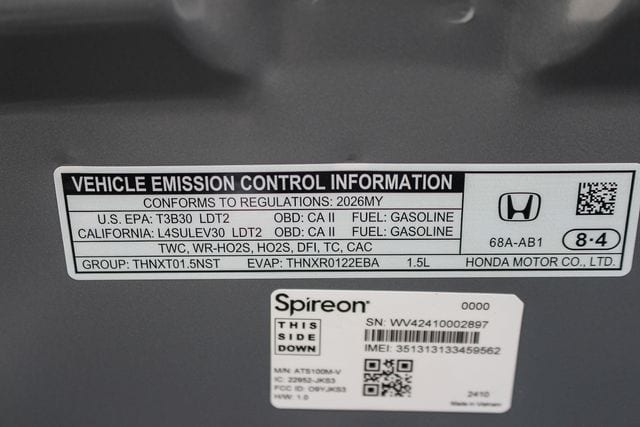 VEHICLE EMISSION CONTROL INFORMATION
CONFORMS TO REGULATIONS: 2026MY
U.S. EPA: T3B30 LDT2 OBD: CA II FUEL: GASOLINE
CALIFORNIA: L4SULEV30 LDT2 OBD: CA II FUEL: GASOLINE
TWC, WR-HO2S, HO2S, DFI, TC, CAC
GROUP: THNXT01.5NST EVAP: THNXR0122EBA 1.5L
68A-AB1 8·4
HONDA MOTOR CO., LTD.
Spireon® 0000
THIS
SIDE
DOWN
SN: WV42410002897
IMEI: 351313133459562
M/N: ATS100M-V
IC: 22952-JKS3
FCC ID: O9YJKS3
H/W: 1.0
2410
Made in Vietnam